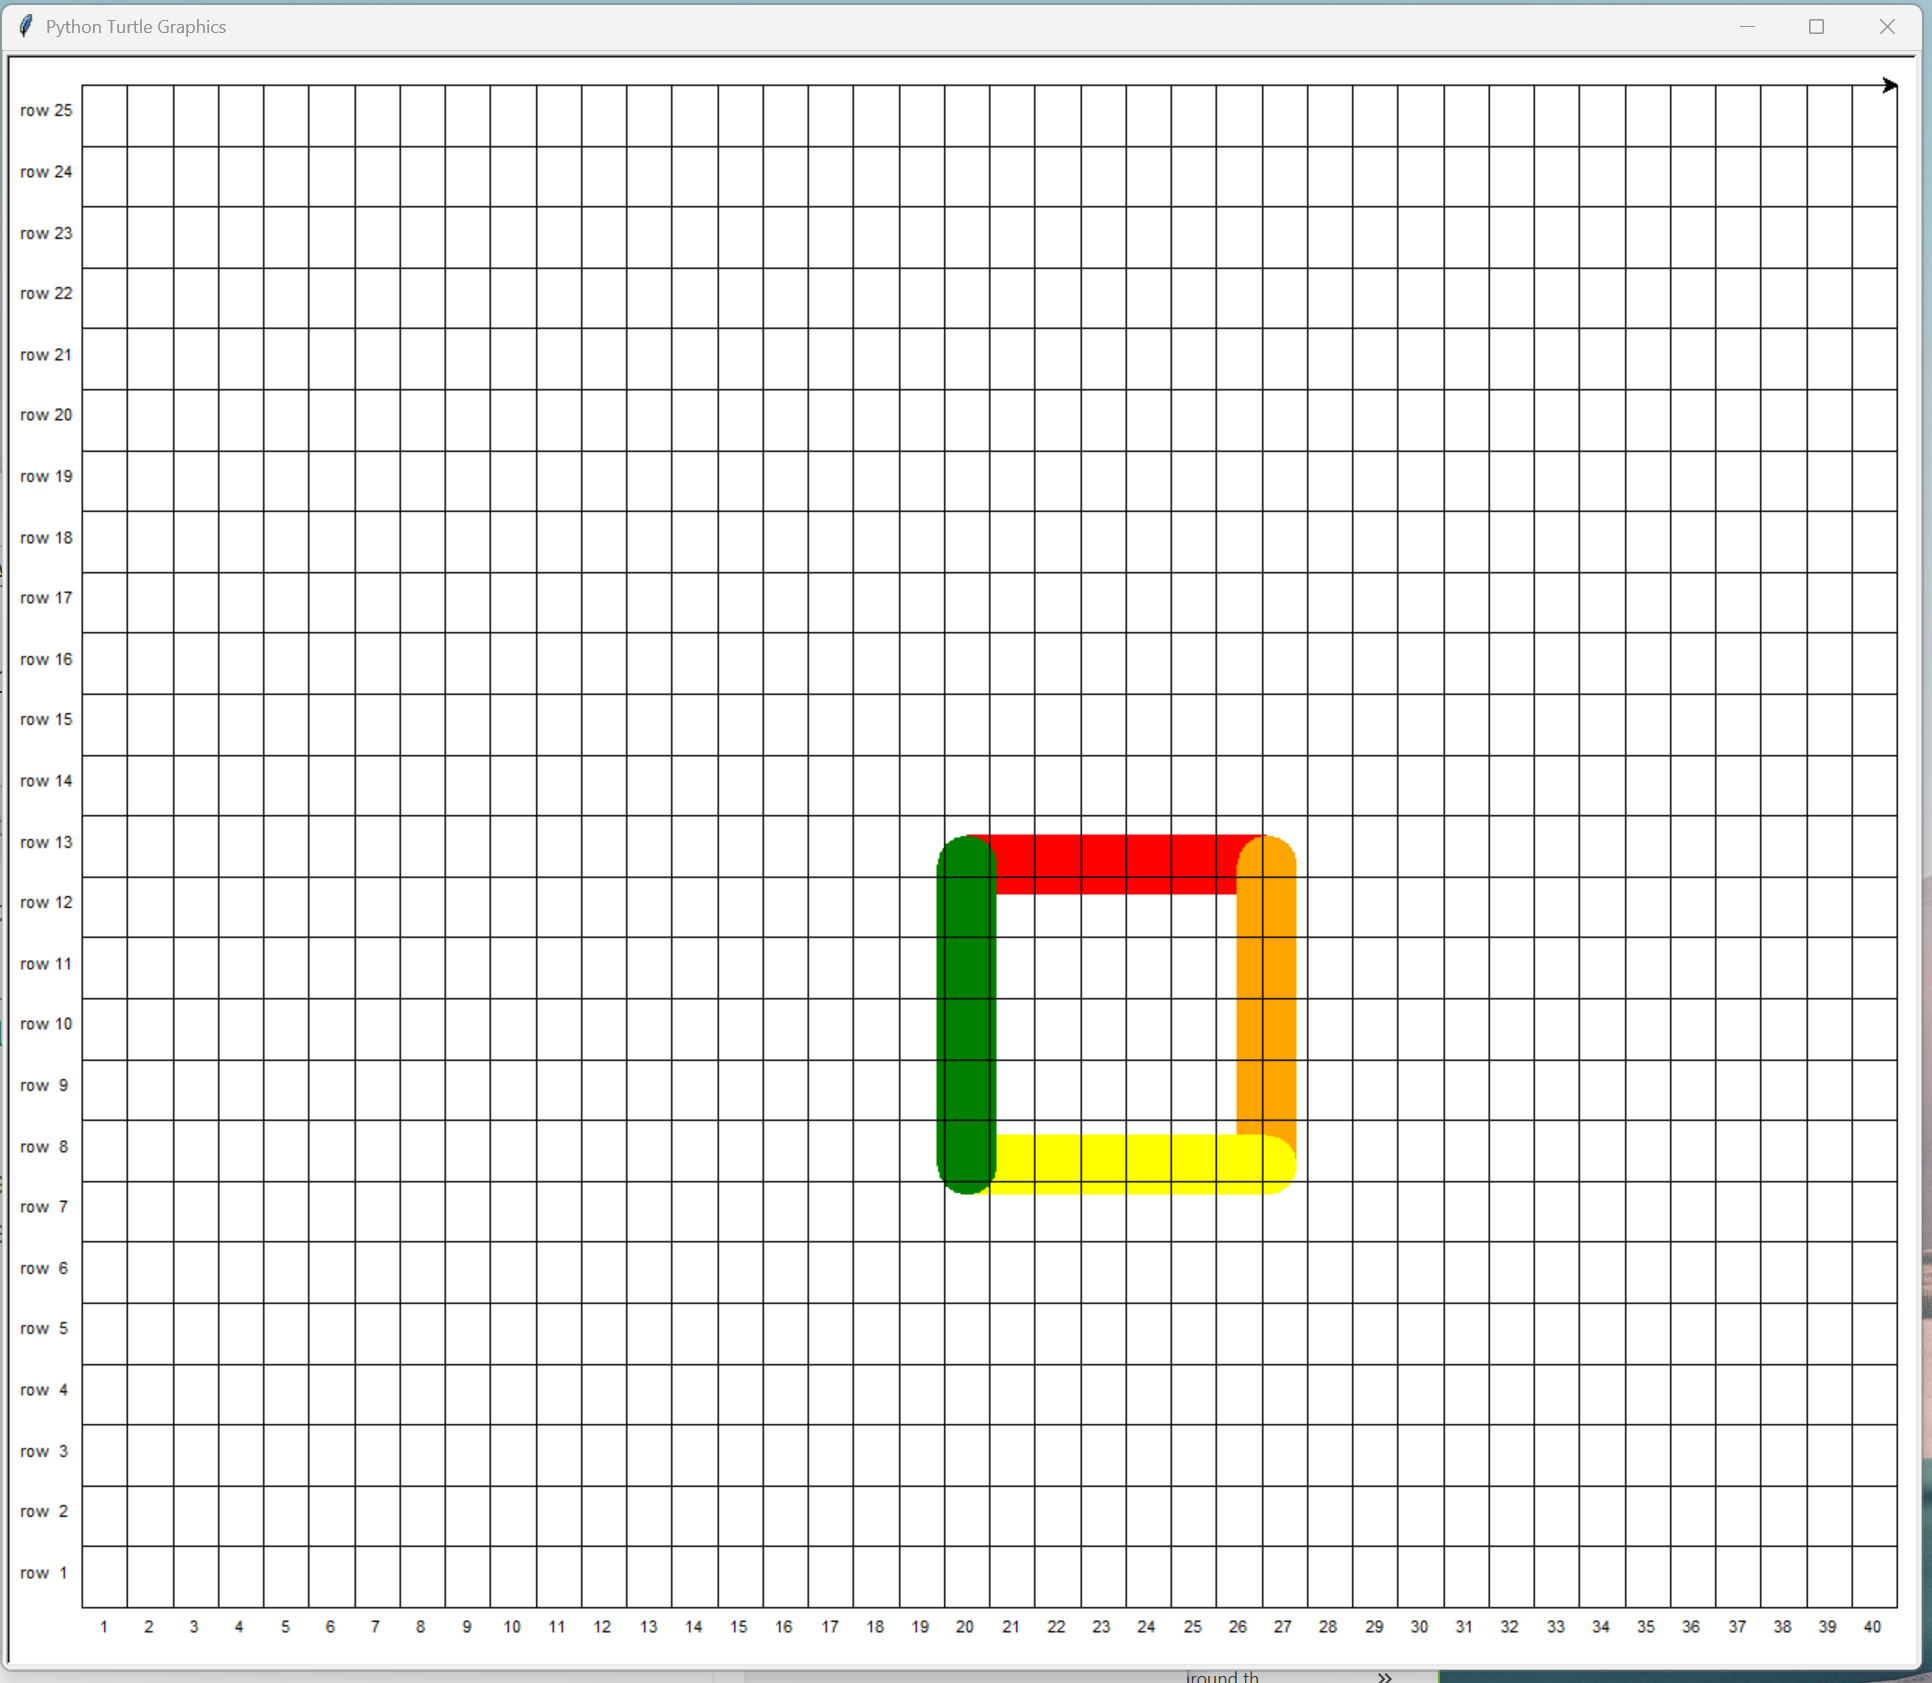 Python Turtle Graphics
row 25
row 24
row 23
row 22
row 21
row 20
row 19
row 18
row 17
row 16
row 15
row 14
row 13
row 12
row 11
row 10
row 9
row 8
row 7
row 6
row 5
row 4
row 3
row 2
row 1
1 2 3 4 5 6 7 8 9 10 11 12 13 14 15 16 17 18 19 20 21 22 23 24 25 26 27 28 29 30 31 32 33 34 35 36 37 38 39 40